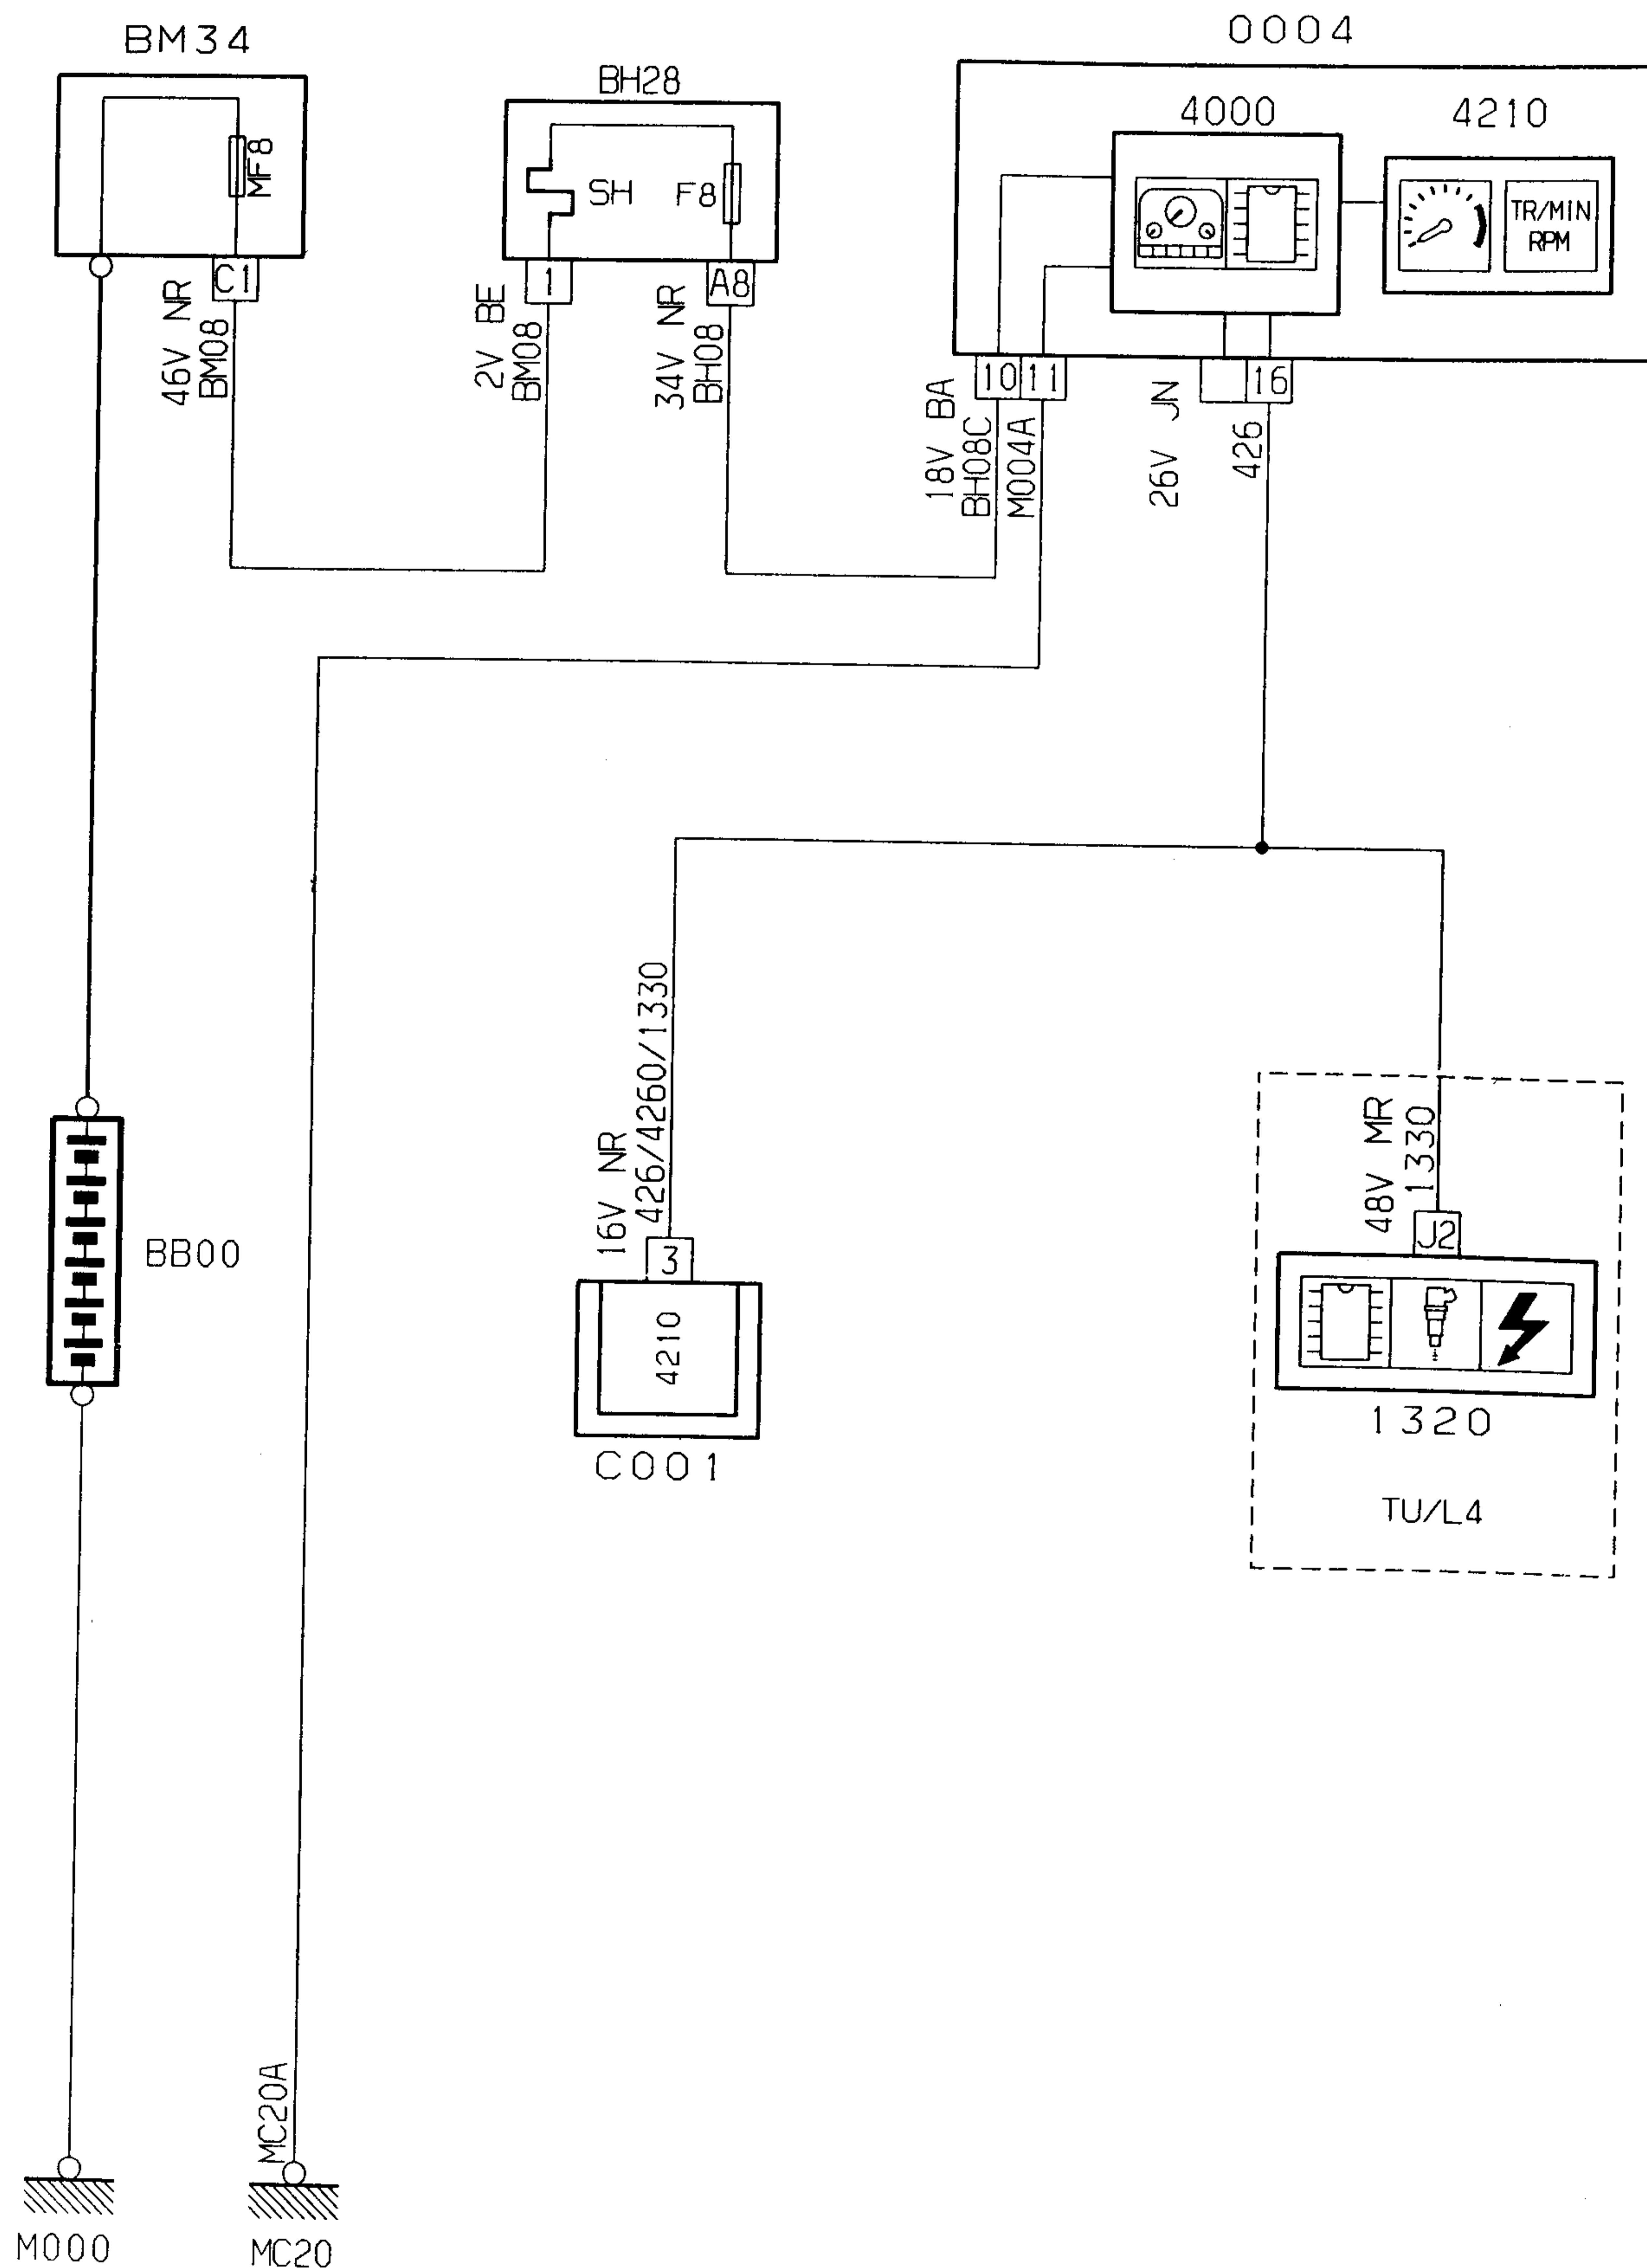 BM34
MF8
C1
46V NR
BM08
BH28
SH
F8
1
A8
2V BE
BM08
34V NR
BH08
0004
4000
4210
TR/MIN
RPM
10
11
16
18V BA
BH08C
M004A
26V JN
426
16V NR
426/4260/1330
3
4210
C001
48V MR
1330
J2
1320
TU/L4
BB00
MC20A
M000
MC20